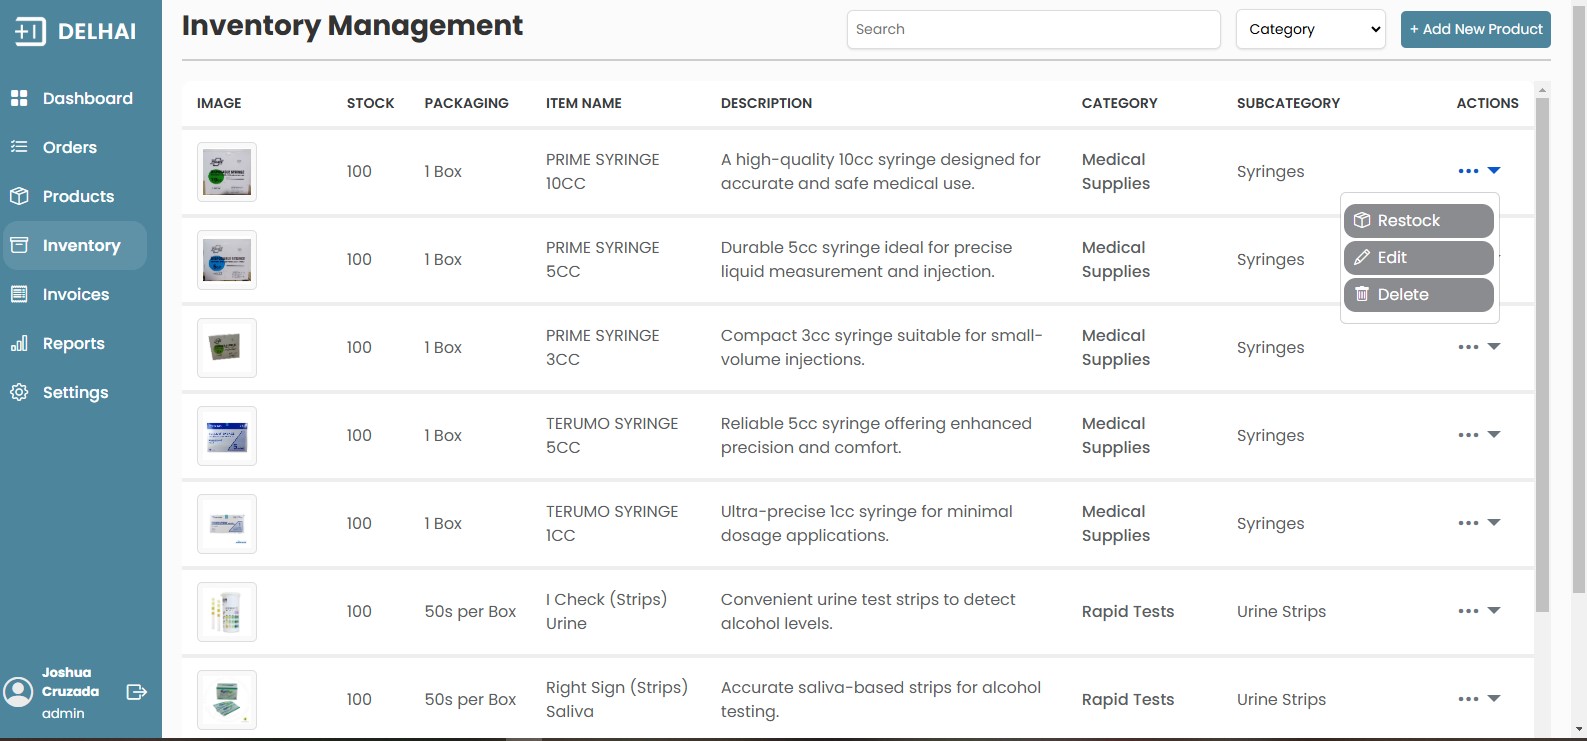 DELHAI
Inventory Management
Search
Category
+ Add New Product
Dashboard
Orders
Products
Inventory
Invoices
Reports
Settings
Joshua
Cruzada
admin
IMAGE STOCK PACKAGING ITEM NAME DESCRIPTION CATEGORY SUBCATEGORY ACTIONS
100 1 Box PRIME SYRINGE A high-quality 10cc syringe designed for Medical Syringes
10CC accurate and safe medical use. Supplies
Restock
Edit
Delete
100 1 Box PRIME SYRINGE Durable 5cc syringe ideal for precise Medical Syringes
5CC liquid measurement and injection. Supplies
100 1 Box PRIME SYRINGE Compact 3cc syringe suitable for small- Medical Syringes
3CC volume injections. Supplies
100 1 Box TERUMO SYRINGE Reliable 5cc syringe offering enhanced Medical Syringes
5CC precision and comfort. Supplies
100 1 Box TERUMO SYRINGE Ultra-precise 1cc syringe for minimal Medical Syringes
1CC dosage applications. Supplies
100 50s per Box I Check (Strips) Convenient urine test strips to detect Rapid Tests Urine Strips
Urine alcohol levels.
100 50s per Box Right Sign (Strips) Accurate saliva-based strips for alcohol Rapid Tests Urine Strips
Saliva testing.